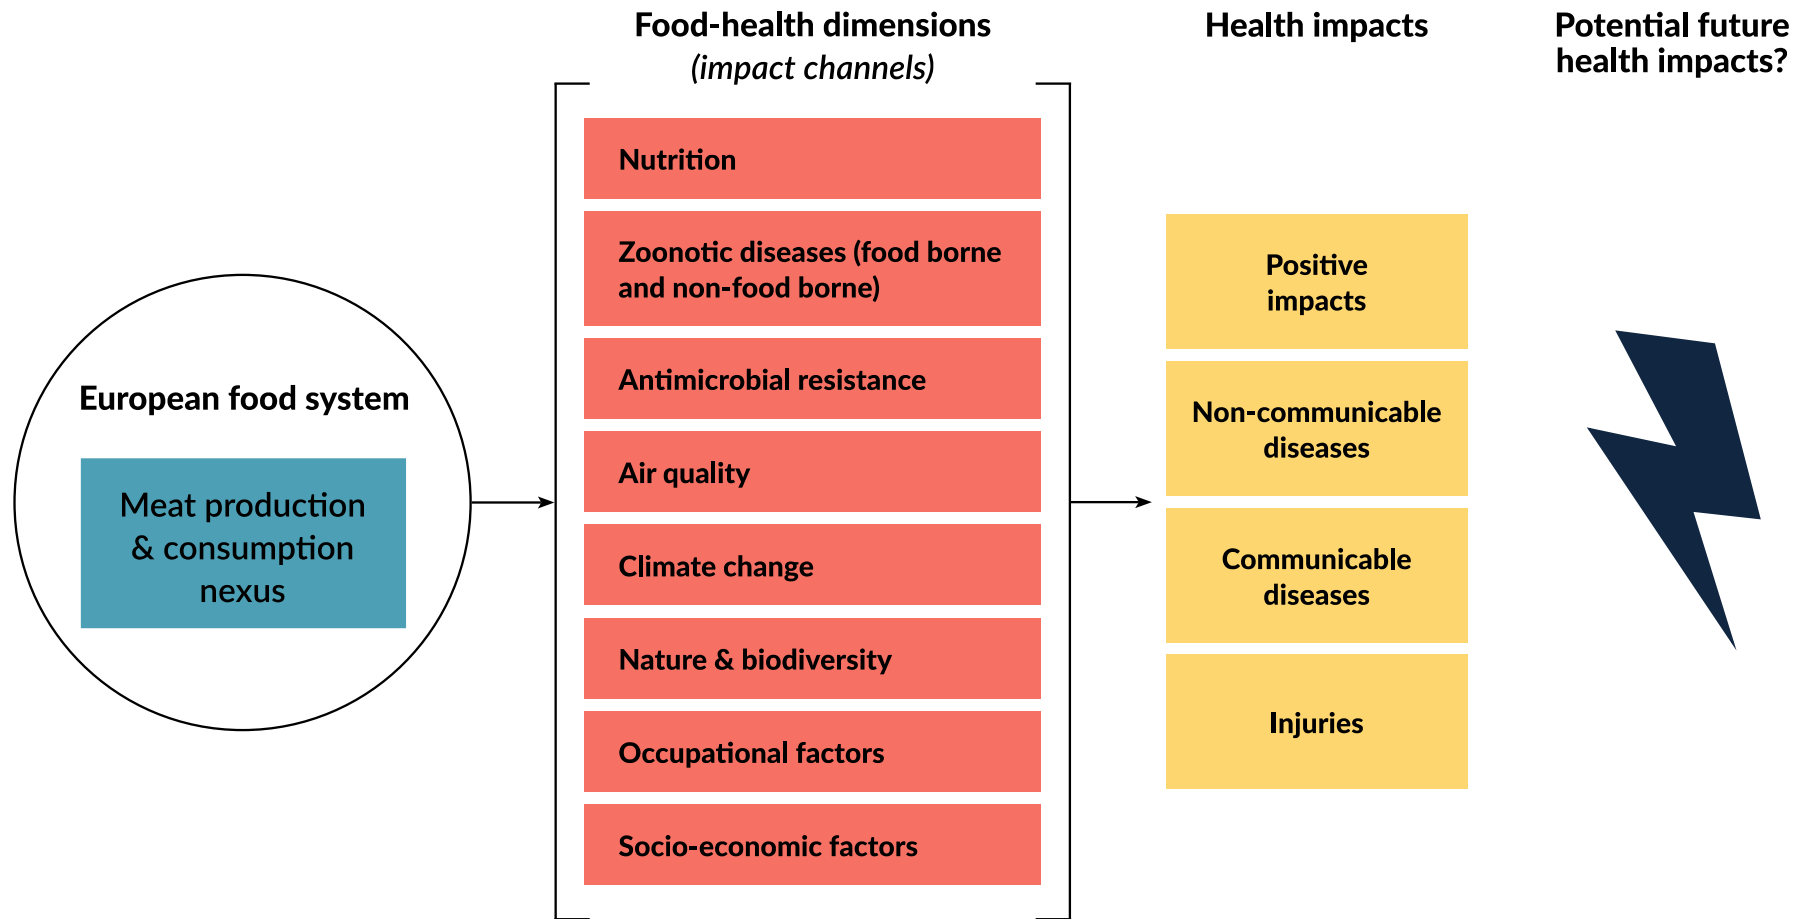 Food-health dimensions
(impact channels)
Health impacts
Potential future
health impacts?
European food system
Meat production
& consumption
nexus
Nutrition
Zoonotic diseases (food borne
and non-food borne)
Antimicrobial resistance
Air quality
Climate change
Nature & biodiversity
Occupational factors
Socio-economic factors
Positive
impacts
Non-communicable
diseases
Communicable
diseases
Injuries